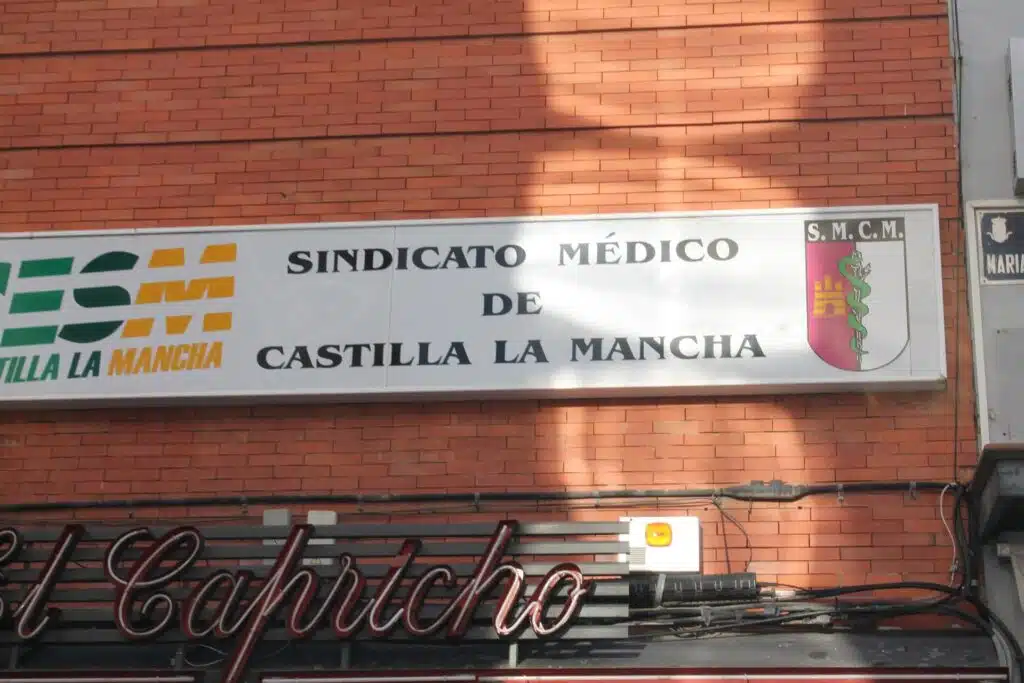 CESM
CASTILLA LA MANCHA
SINDICATO MÉDICO
DE
CASTILLA LA MANCHA
S. M. C. M.
MARIA
El Capricho